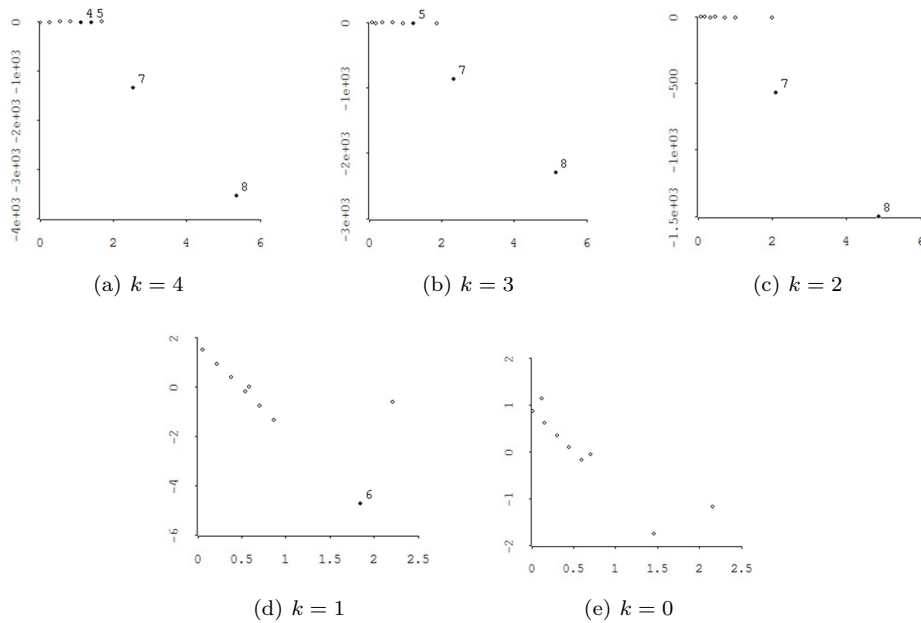 0
-1e+03
-2e+03
-3e+03
-4e+03
4 5
7
8
0 2 4 6
(a) k = 4
0
-1e+03
-2e+03
-3e+03
5
7
8
0 2 4 6
(b) k = 3
0
-500
-1e+03
-1.5e+03
7
8
0 2 4 6
(c) k = 2
2
0
-2
-4
-6
6
0 0.5 1 1.5 2 2.5
(d) k = 1
2
1
0
-1
-2
0 0.5 1 1.5 2 2.5
(e) k = 0